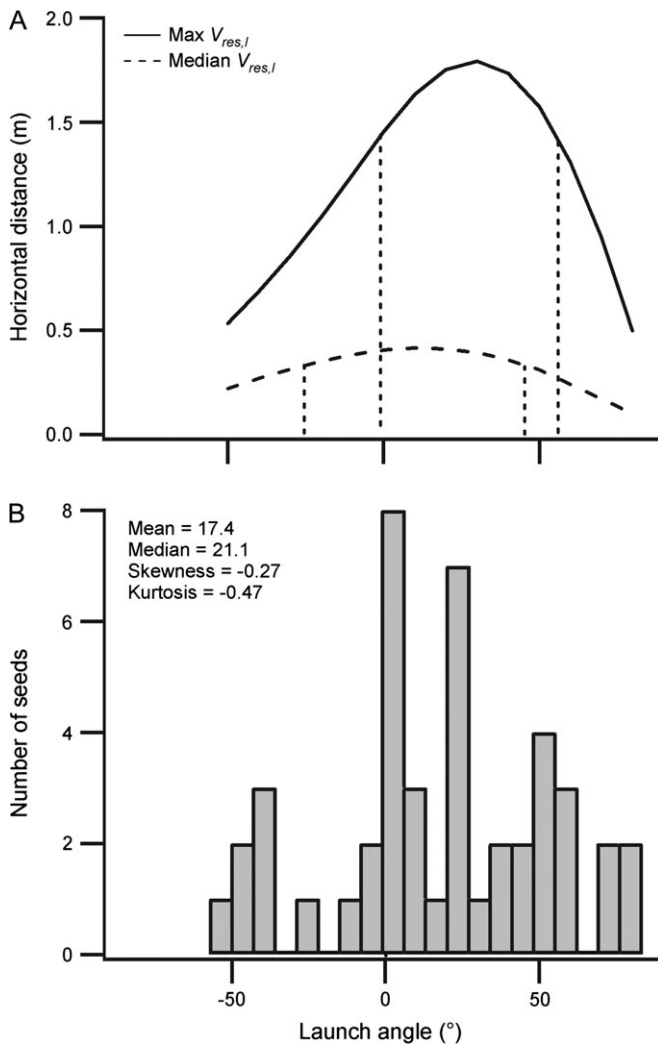 A
2.0
Max V_res,l
Median V_res,l
1.5
1.0
0.5
0.0
Horizontal distance (m)
B
8
Mean = 17.4
Median = 21.1
Skewness = -0.27
Kurtosis = -0.47
6
4
2
0
Number of seeds
-50
0
50
Launch angle (°)